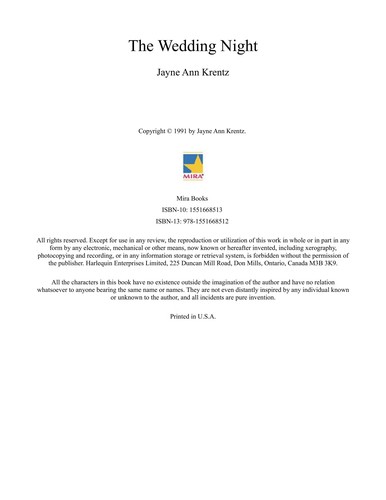 The Wedding Night
Jayne Ann Krentz
Copyright © 1991 by Jayne Ann Krentz.
MIRA
Mira Books
ISBN-10: 1551668513
ISBN-13: 978-1551668512
All rights reserved. Except for use in any review, the reproduction or utilization of this work in whole or in part in any
form by any electronic, mechanical or other means, now known or hereafter invented, including xerography,
photocopying and recording, or in any information storage or retrieval system, is forbidden without the permission of
the publisher. Harlequin Enterprises Limited, 225 Duncan Mill Road, Don Mills, Ontario, Canada M3B 3K9.
All the characters in this book have no existence outside the imagination of the author and have no relation
whatsoever to anyone bearing the same name or names. They are not even distantly inspired by any individual known
or unknown to the author, and all incidents are pure invention.
Printed in U.S.A.